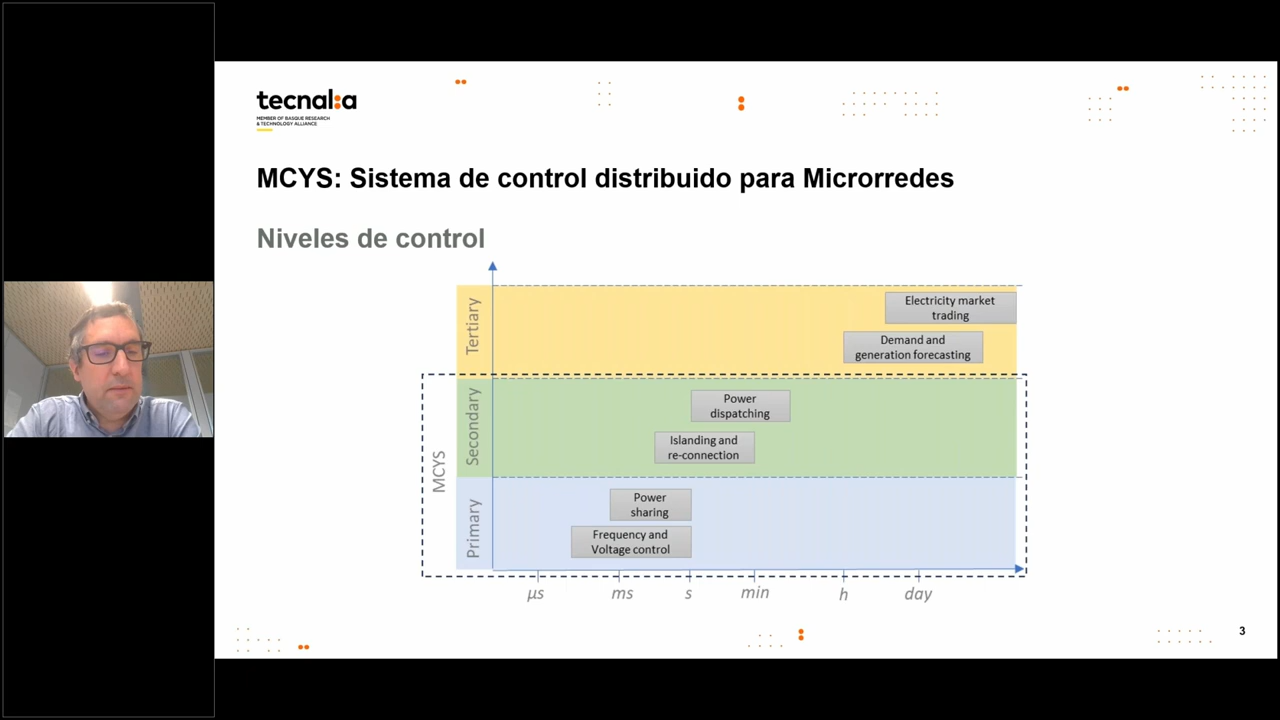 tecnal:a
MEMBER OF BASQUE RESEARCH
& TECHNOLOGY ALLIANCE
MCYS: Sistema de control distribuido para Microrredes
Niveles de control
Tertiary
Electricity market
trading
Demand and
generation forecasting
MCYS
Secondary
Power
dispatching
Islanding and
re-connection
Primary
Power
sharing
Frequency and
Voltage control
µs ms s min h day
3